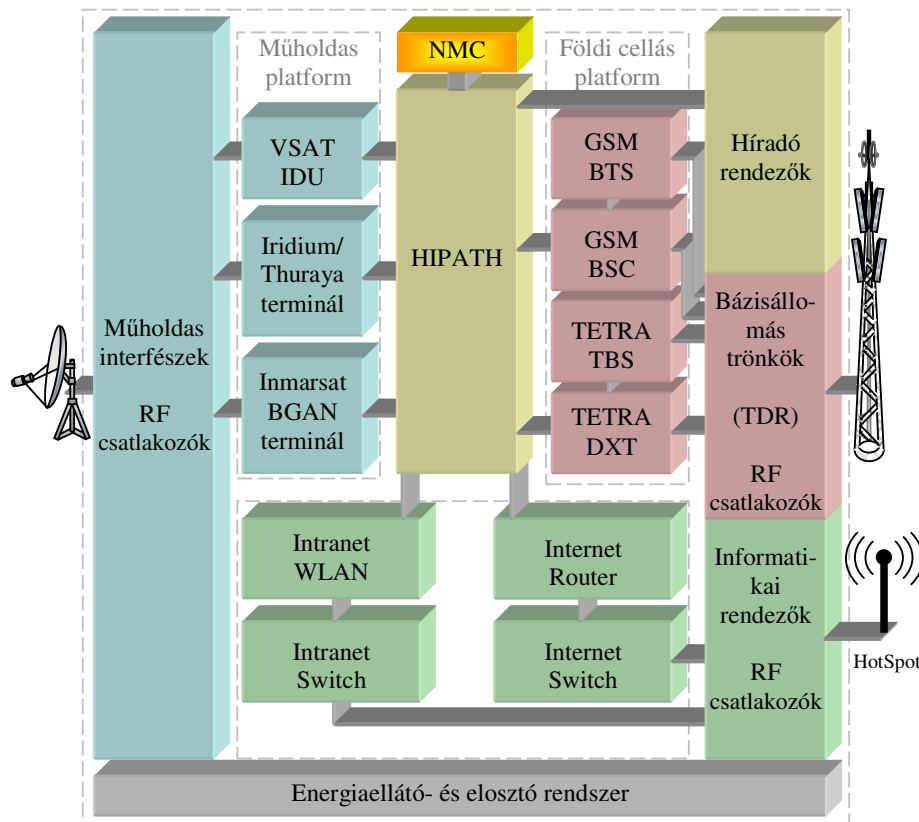 Műholdas
platform
NMC
Földi cellás
platform
VSAT
IDU
Iridium/
Thuraya
terminál
Inmarsat
BGAN
terminál
Műholdas
interfészek
RF
csatlakozók
HIPATH
GSM
BTS
GSM
BSC
TETRA
TBS
TETRA
DXT
Híradó
rendezők
Bázisállo-
más
trönkök
(TDR)
RF
csatlakozók
Intranet
WLAN
Internet
Router
Intranet
Switch
Internet
Switch
Informati-
kai
rendezők
RF
csatlakozók
HotSpot
Energiaellátó- és elosztó rendszer